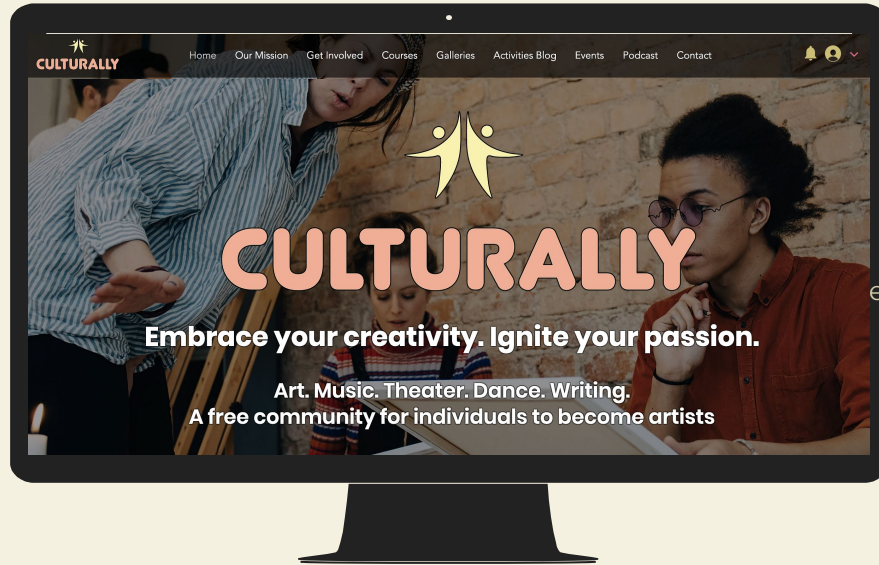 CULTURALLY
Home Our Mission Get Involved Courses Galleries Activities Blog Events Podcast Contact
CULTURALLY
Embrace your creativity. Ignite your passion.
Art. Music. Theater. Dance. Writing.
A free community for individuals to become artists